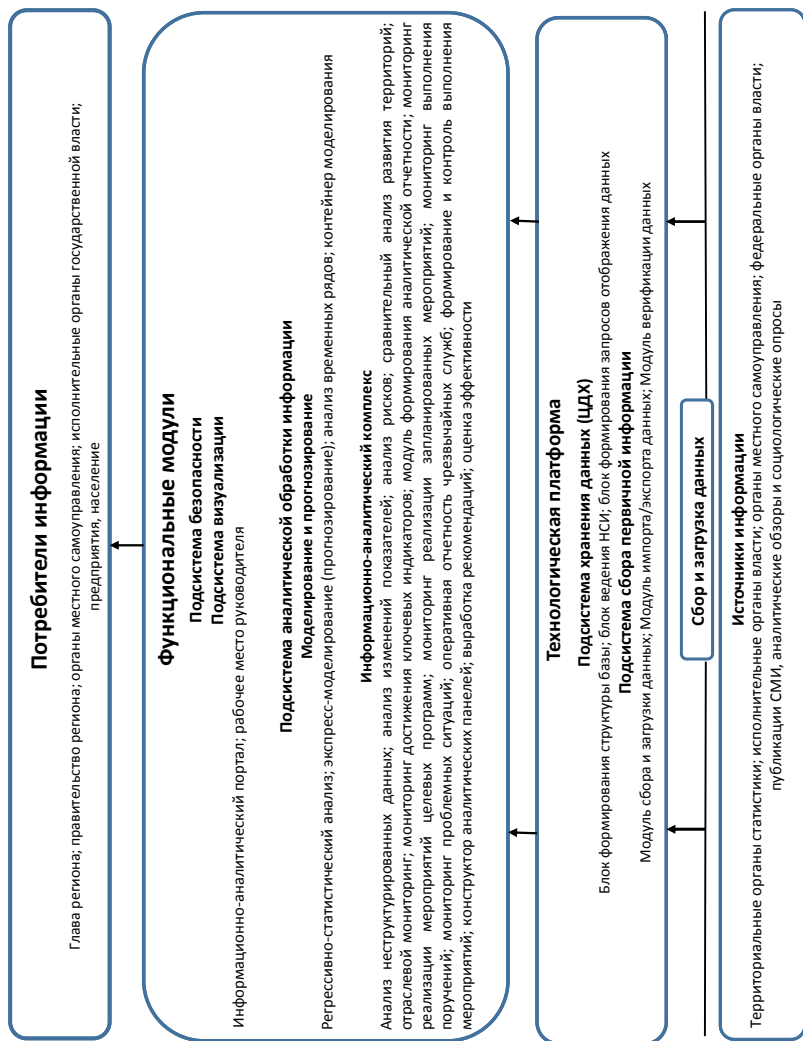 Потребители информации
Глава региона; правительство региона; органы местного самоуправления; исполнительные органы государственной власти;
предприятия, население
Функциональные модули
Подсистема безопасности
Подсистема визуализации
Информационно-аналитический портал; рабочее место руководителя
Подсистема аналитической обработки информации
Моделирование и прогнозирование
Регрессивно-статистический анализ; экспресс-моделирование (прогнозирование); анализ временных рядов; контейнер моделирования
Информационно-аналитический комплекс
Анализ неструктурированных данных; анализ изменений показателей; анализ рисков; сравнительный анализ развития территорий;
отраслевой мониторинг; мониторинг достижения ключевых индикаторов; модуль формирования аналитической отчетности; мониторинг
реализации мероприятий целевых программ; мониторинг реализации запланированных мероприятий; мониторинг выполнения
поручений; мониторинг проблемных ситуаций; оперативная отчетность чрезвычайных служб; формирование и контроль выполнения
мероприятий; конструктор аналитических панелей; выработка рекомендаций; оценка эффективности
Технологическая платформа
Подсистема хранения данных (ЦДХ)
Блок формирования структуры базы; блок ведения НСИ; блок формирования запросов отображения данных
Подсистема сбора первичной информации
Модуль сбора и загрузки данных; Модуль импорта/экспорта данных; Модуль верификации данных
Сбор и загрузка данных
Источники информации
Территориальные органы статистики; исполнительные органы власти; органы местного самоуправления; федеральные органы власти;
публикации СМИ, аналитические обзоры и социологические опросы